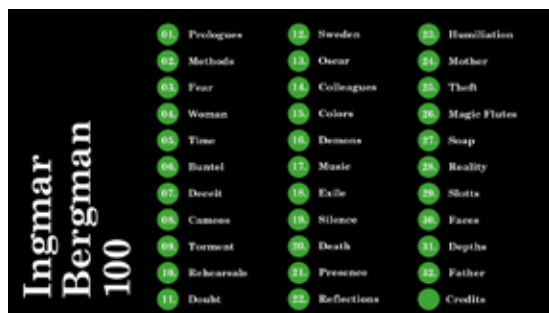 Ingmar
Bergman
100
01. Prologues
02. Methods
03. Fear
04. Woman
05. Time
06. Buntel
07. Deceit
08. Cameos
09. Torment
10. Rehearsals
11. Doubt
12. Sweden
13. Oscar
14. Colleagues
15. Colors
16. Demons
17. Music
18. Exile
19. Silence
20. Death
21. Presence
22. Reflections
23. Humiliation
24. Mother
25. Theft
26. Magic Flutes
27. Soap
28. Reality
29. Slotts
30. Faces
31. Depths
32. Father
Credits